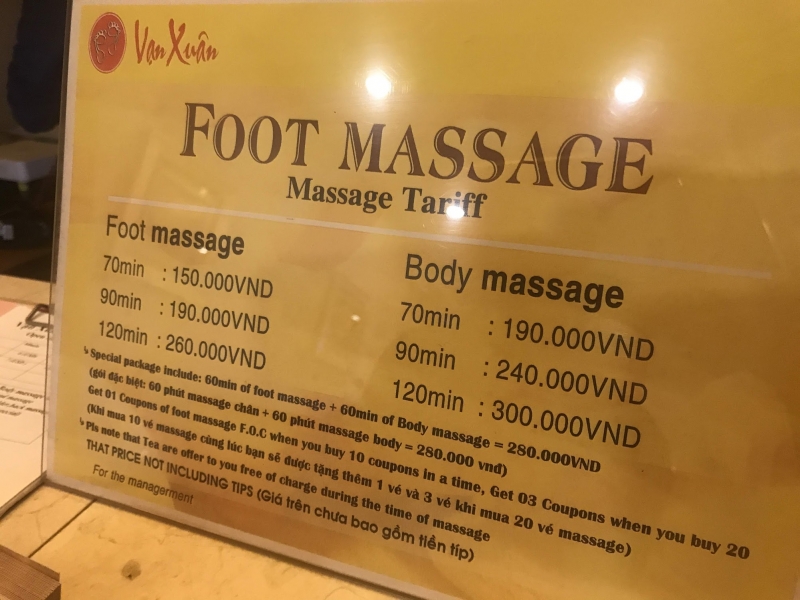 Vạn Xuân
FOOT MASSAGE
Massage Tariff
Foot massage
70min : 150.000VND
90min : 190.000VND
120min : 260.000VND
Body massage
70min : 190.000VND
90min : 240.000VND
120min : 300.000VND
Special package include: 60min of foot massage + 60min of Body massage = 280.000VND
(gói đặc biệt: 60 phút massage chân + 60 phút massage body = 280.000 vnđ)
Get 01 Coupons of foot massage F.O.C when you buy 10 coupons in a time, Get 03 Coupons when you buy 20
(Khi mua 10 vé massage cùng lúc bạn sẽ được tặng thêm 1 vé và 3 vé khi mua 20 vé massage)
Pls note that Tea are offer to you free of charge during the time of massage
THAT PRICE NOT INCLUDING TIPS (Giá trên chưa bao gồm tiền típ)
For the managerment